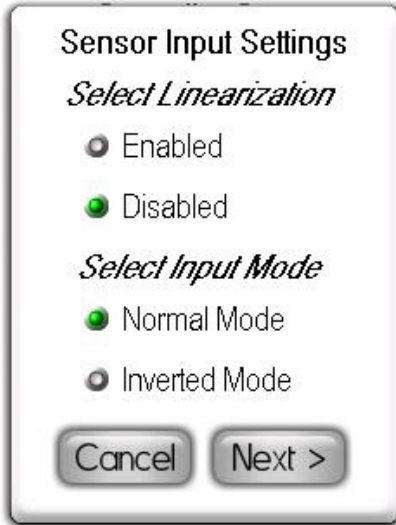 Sensor Input Settings
Select Linearization
Enabled
Disabled
Select Input Mode
Normal Mode
Inverted Mode
Cancel Next >